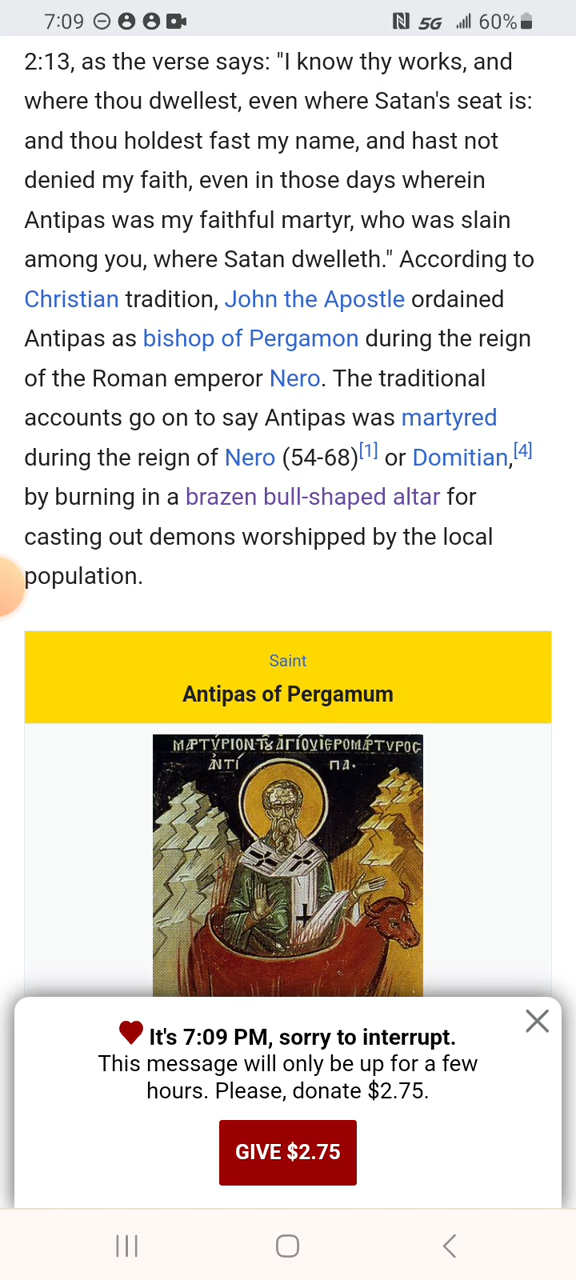 7:09
5G
60%
2:13, as the verse says: "I know thy works, and
where thou dwellest, even where Satan's seat is:
and thou holdest fast my name, and hast not
denied my faith, even in those days wherein
Antipas was my faithful martyr, who was slain
among you, where Satan dwelleth." According to
Christian tradition, John the Apostle ordained
Antipas as bishop of Pergamon during the reign
of the Roman emperor Nero. The traditional
accounts go on to say Antipas was martyred
during the reign of Nero (54-68)[1] or Domitian,[4]
by burning in a brazen bull-shaped altar for
casting out demons worshipped by the local
population.
Saint
Antipas of Pergamum
ΜΑΡΤΎΡΙΟΝ ΤȢ ἉΓΊΟΥ ἹΕΡΟΜΆΡΤΥΡΟС
ἈΝΤΊ ΠΑ·
It's 7:09 PM, sorry to interrupt.
This message will only be up for a few
hours. Please, donate $2.75.
GIVE $2.75